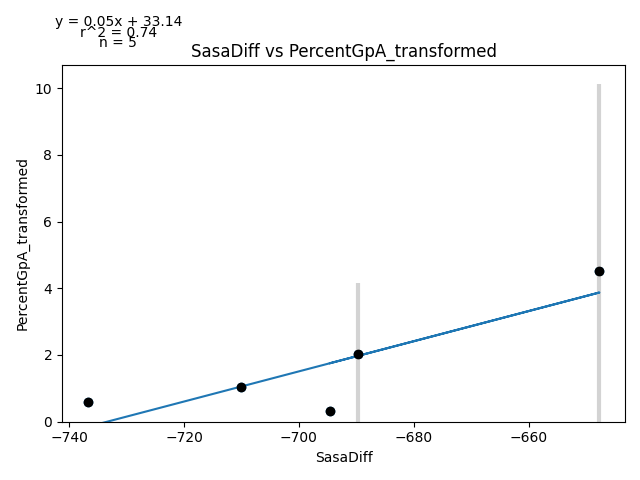 y = 0.05x + 33.14
r^2 = 0.74
n = 5
SasaDiff vs PercentGpA_transformed
PercentGpA_transformed
10
8
6
4
2
0
−740
−720
−700
−680
−660
SasaDiff